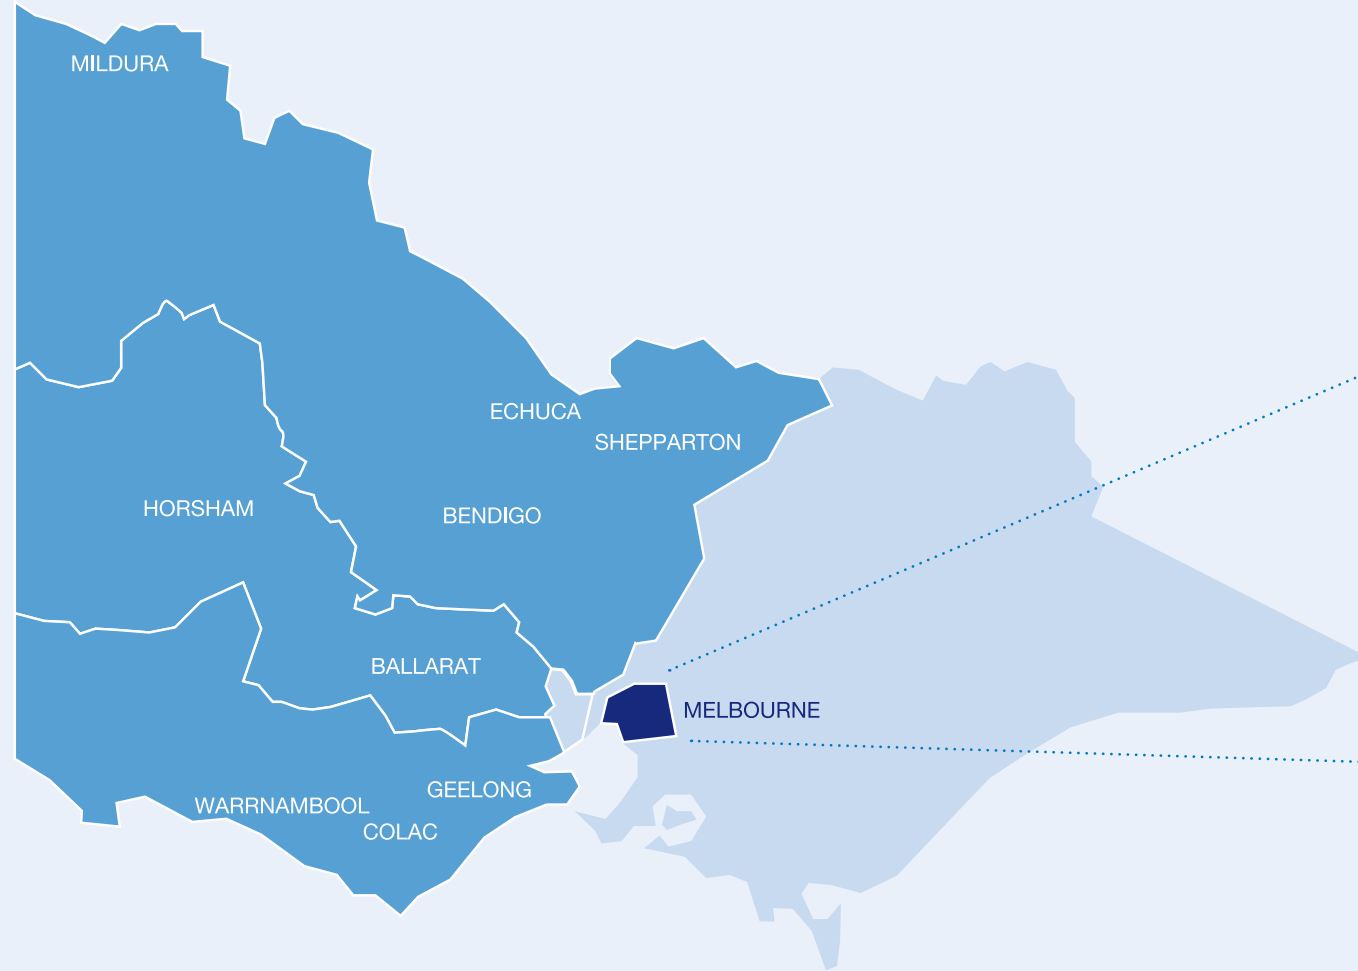 MILDURA
ECHUCA
SHEPPARTON
HORSHAM
BENDIGO
BALLARAT
MELBOURNE
GEELONG
WARRNAMBOOL
COLAC